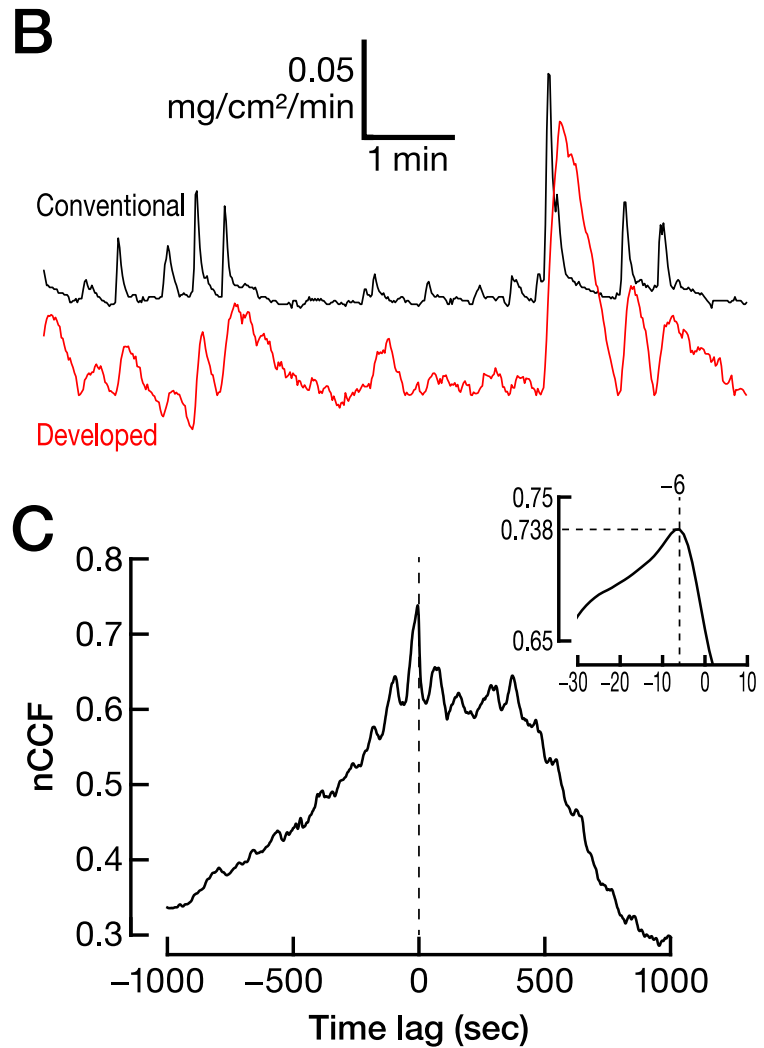 B
0.05
mg/cm²/min
1 min
Conventional
Developed
C
−6
0.75
0.738
0.65
−30 −20 −10 0 10
0.8
0.7
0.6
0.5
0.4
0.3
nCCF
−1000 −500 0 500 1000
Time lag (sec)